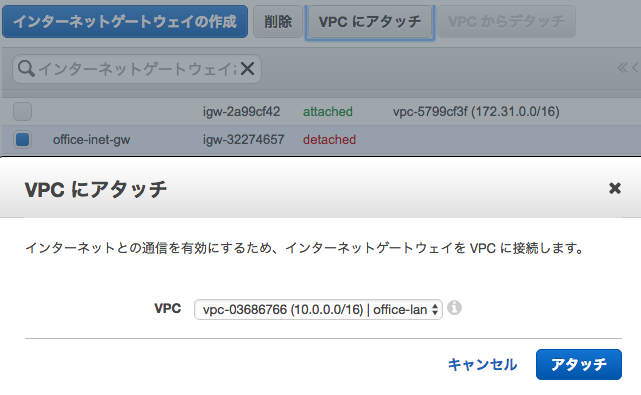 インターネットゲートウェイの作成 削除 VPC にアタッチ VPC からデタッチ
インターネットゲートウェイ
igw-2a99cf42 attached vpc-5799cf3f (172.31.0.0/16)
office-inet-gw igw-32274657 detached
VPC にアタッチ
インターネットとの通信を有効にするため、インターネットゲートウェイを VPC に接続します。
VPC vpc-03686766 (10.0.0.0/16) | office-lan
キャンセル アタッチ